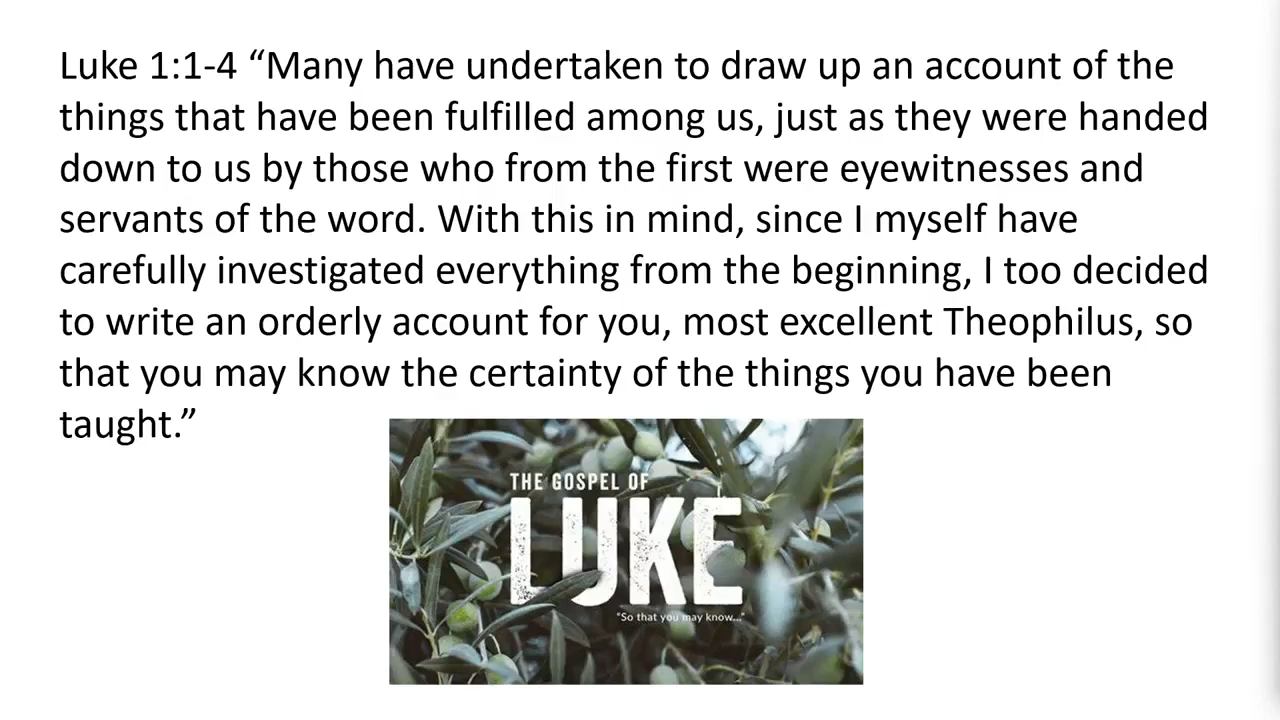 Luke 1:1-4 “Many have undertaken to draw up an account of the
things that have been fulfilled among us, just as they were handed
down to us by those who from the first were eyewitnesses and
servants of the word. With this in mind, since I myself have
carefully investigated everything from the beginning, I too decided
to write an orderly account for you, most excellent Theophilus, so
that you may know the certainty of the things you have been
taught.”
THE GOSPEL OF
LUKE
“So that you may know...”